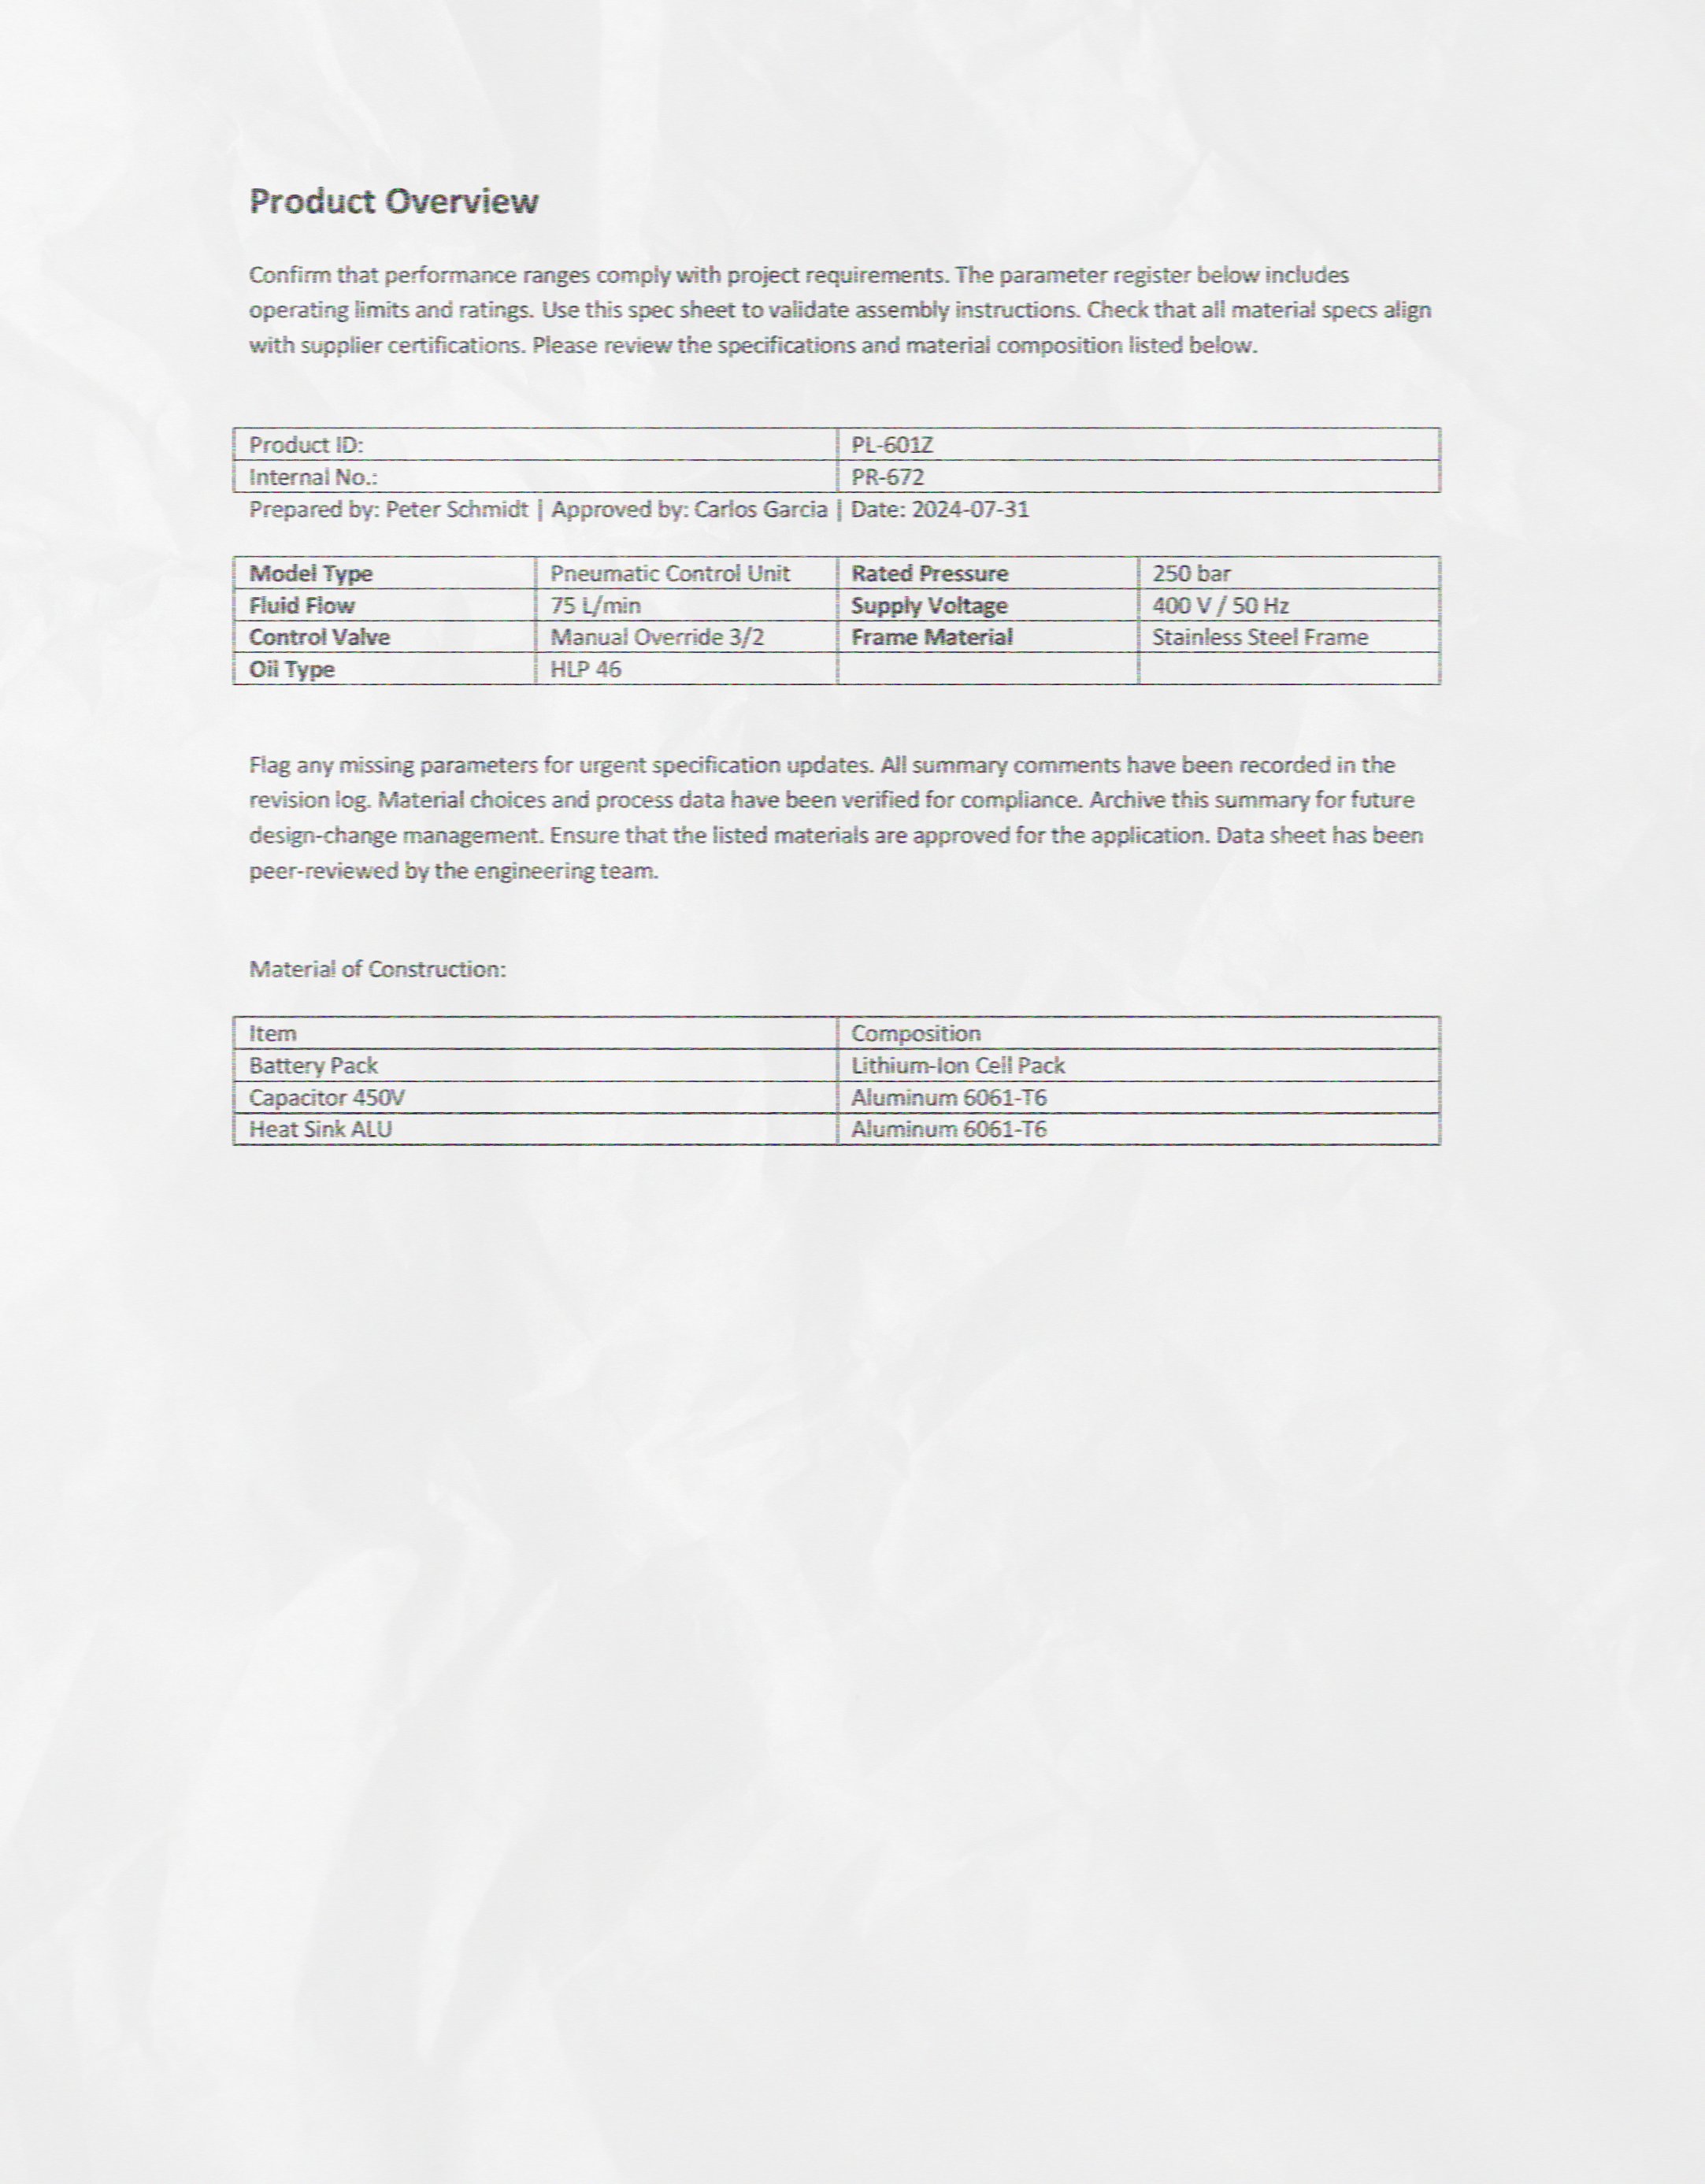 Product Overview
Confirm that performance ranges comply with project requirements. The parameter register below includes
operating limits and ratings. Use this spec sheet to validate assembly instructions. Check that all material specs align
with supplier certifications. Please review the specifications and material composition listed below.
Product ID: PL-601Z
Internal No.: PR-672
Prepared by: Peter Schmidt | Approved by: Carlos Garcia | Date: 2024-07-31
Model Type Pneumatic Control Unit Rated Pressure 250 bar
Fluid Flow 75 L/min Supply Voltage 400 V / 50 Hz
Control Valve Manual Override 3/2 Frame Material Stainless Steel Frame
Oil Type HLP 46
Flag any missing parameters for urgent specification updates. All summary comments have been recorded in the
revision log. Material choices and process data have been verified for compliance. Archive this summary for future
design-change management. Ensure that the listed materials are approved for the application. Data sheet has been
peer-reviewed by the engineering team.
Material of Construction:
Item Composition
Battery Pack Lithium-Ion Cell Pack
Capacitor 450V Aluminum 6061-T6
Heat Sink ALU Aluminum 6061-T6